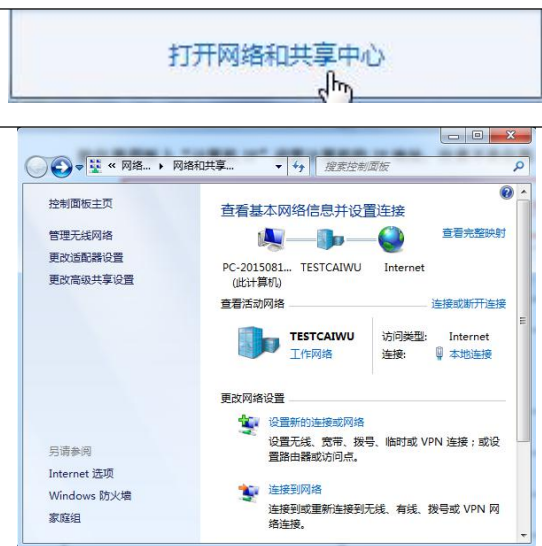 打开网络和共享中心
« 网络... ▸ 网络和共享...
搜索控制面板
控制面板主页
管理无线网络
更改适配器设置
更改高级共享设置
另请参阅
Internet 选项
Windows 防火墙
家庭组
查看基本网络信息并设置连接
查看完整映射
PC-2015081... TESTCAIWU Internet
(此计算机)
查看活动网络 连接或断开连接
TESTCAIWU 访问类型: Internet
工作网络 连接: 本地连接
更改网络设置
设置新的连接或网络
设置无线、宽带、拨号、临时或 VPN 连接；或设
置路由器或访问点。
连接到网络
连接到或重新连接到无线、有线、拨号或 VPN 网
络连接。